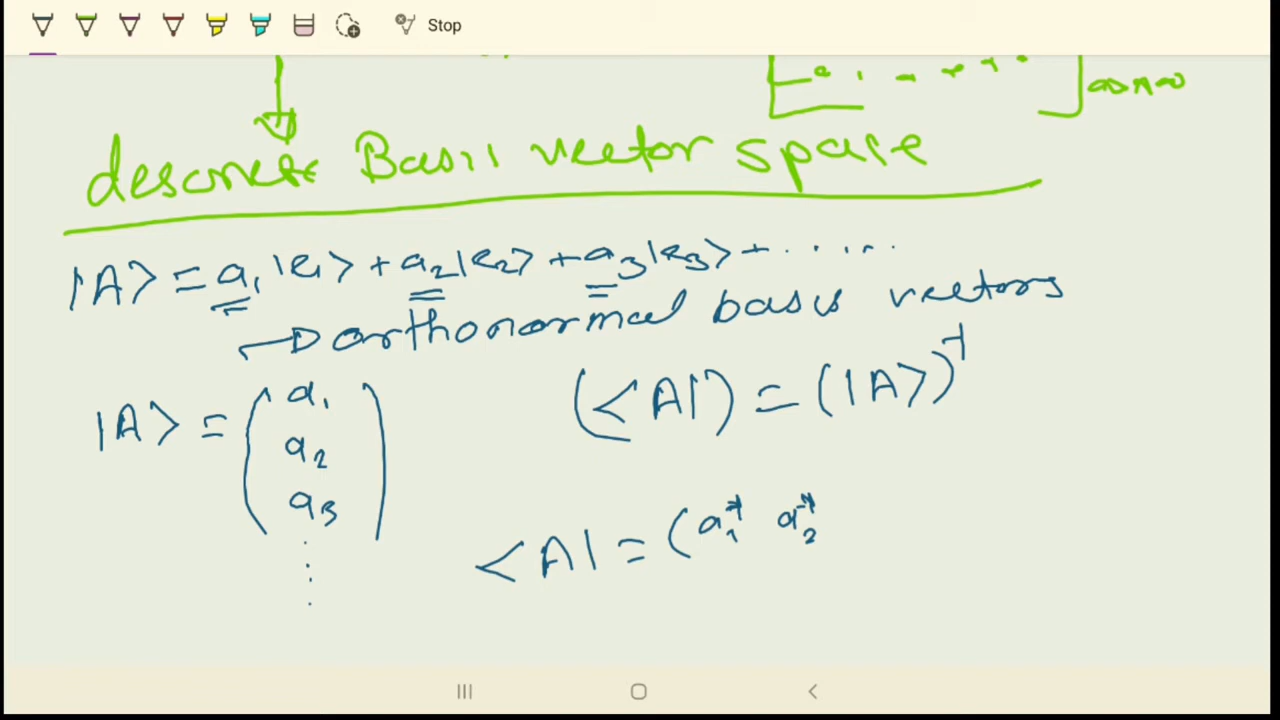 Stop
∞×∞
descrete Basis vector space
|A> = a₁|e₁> + a₂|e₂> + a₃|e₃> + ......
→ orthonormal basis vectors
(<A|) = (|A>)†
|A> = ( a₁
a₂
a₃
⋮ )
<A| = (a₁* a₂*